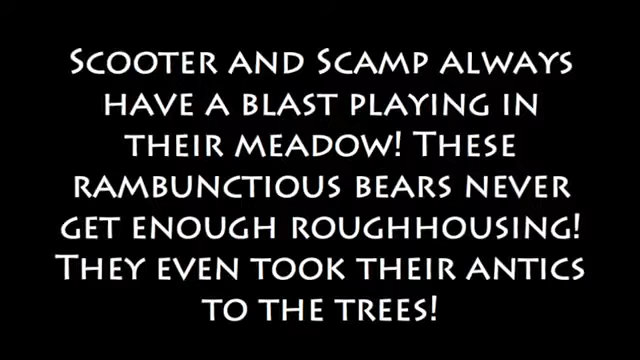 Scooter and Scamp always
have a blast playing in
their meadow! These
rambunctious bears never
get enough roughhousing!
They even took their antics
to the trees!